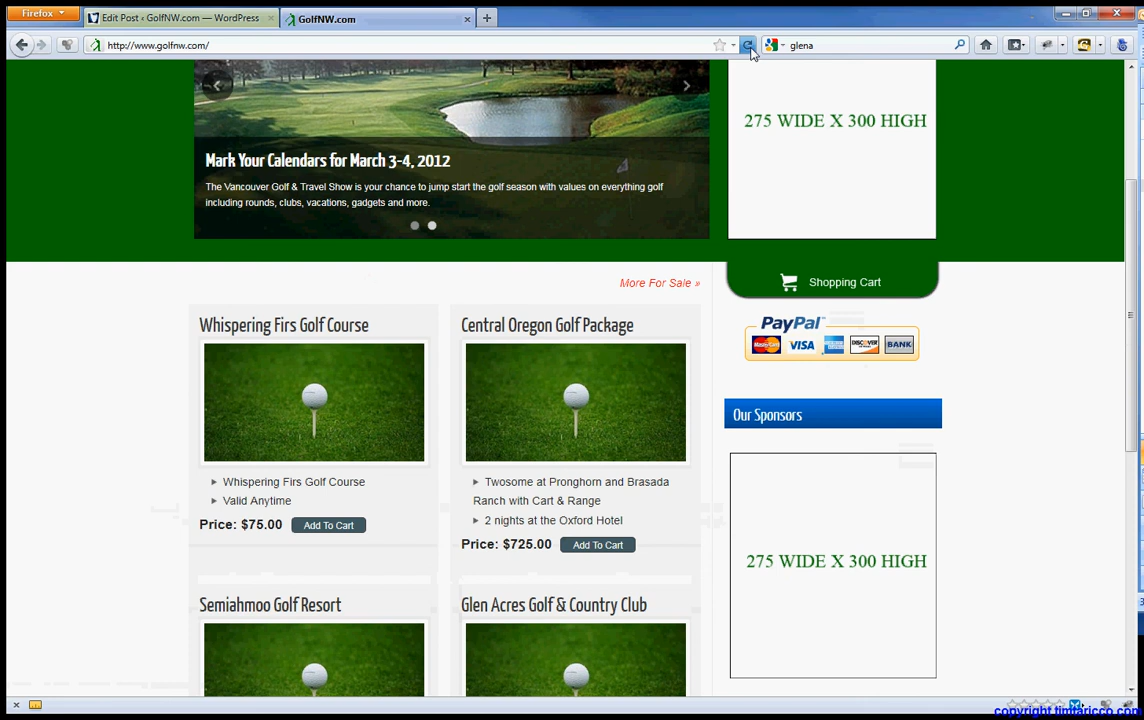 Firefox
Edit Post ‹ GolfNW.com — WordPress
GolfNW.com
http://www.golfnw.com/
glena
Mark Your Calendars for March 3-4, 2012
The Vancouver Golf & Travel Show is your chance to jump start the golf season with values on everything golf
including rounds, clubs, vacations, gadgets and more.
275 WIDE X 300 HIGH
Shopping Cart
More For Sale »
PayPal™
MasterCard VISA DISCOVER BANK
Whispering Firs Golf Course
Whispering Firs Golf Course
Valid Anytime
Price: $75.00 Add To Cart
Central Oregon Golf Package
Twosome at Pronghorn and Brasada
Ranch with Cart & Range
2 nights at the Oxford Hotel
Price: $725.00 Add To Cart
Our Sponsors
275 WIDE X 300 HIGH
Semiahmoo Golf Resort
Glen Acres Golf & Country Club
copyright timtaricco.com